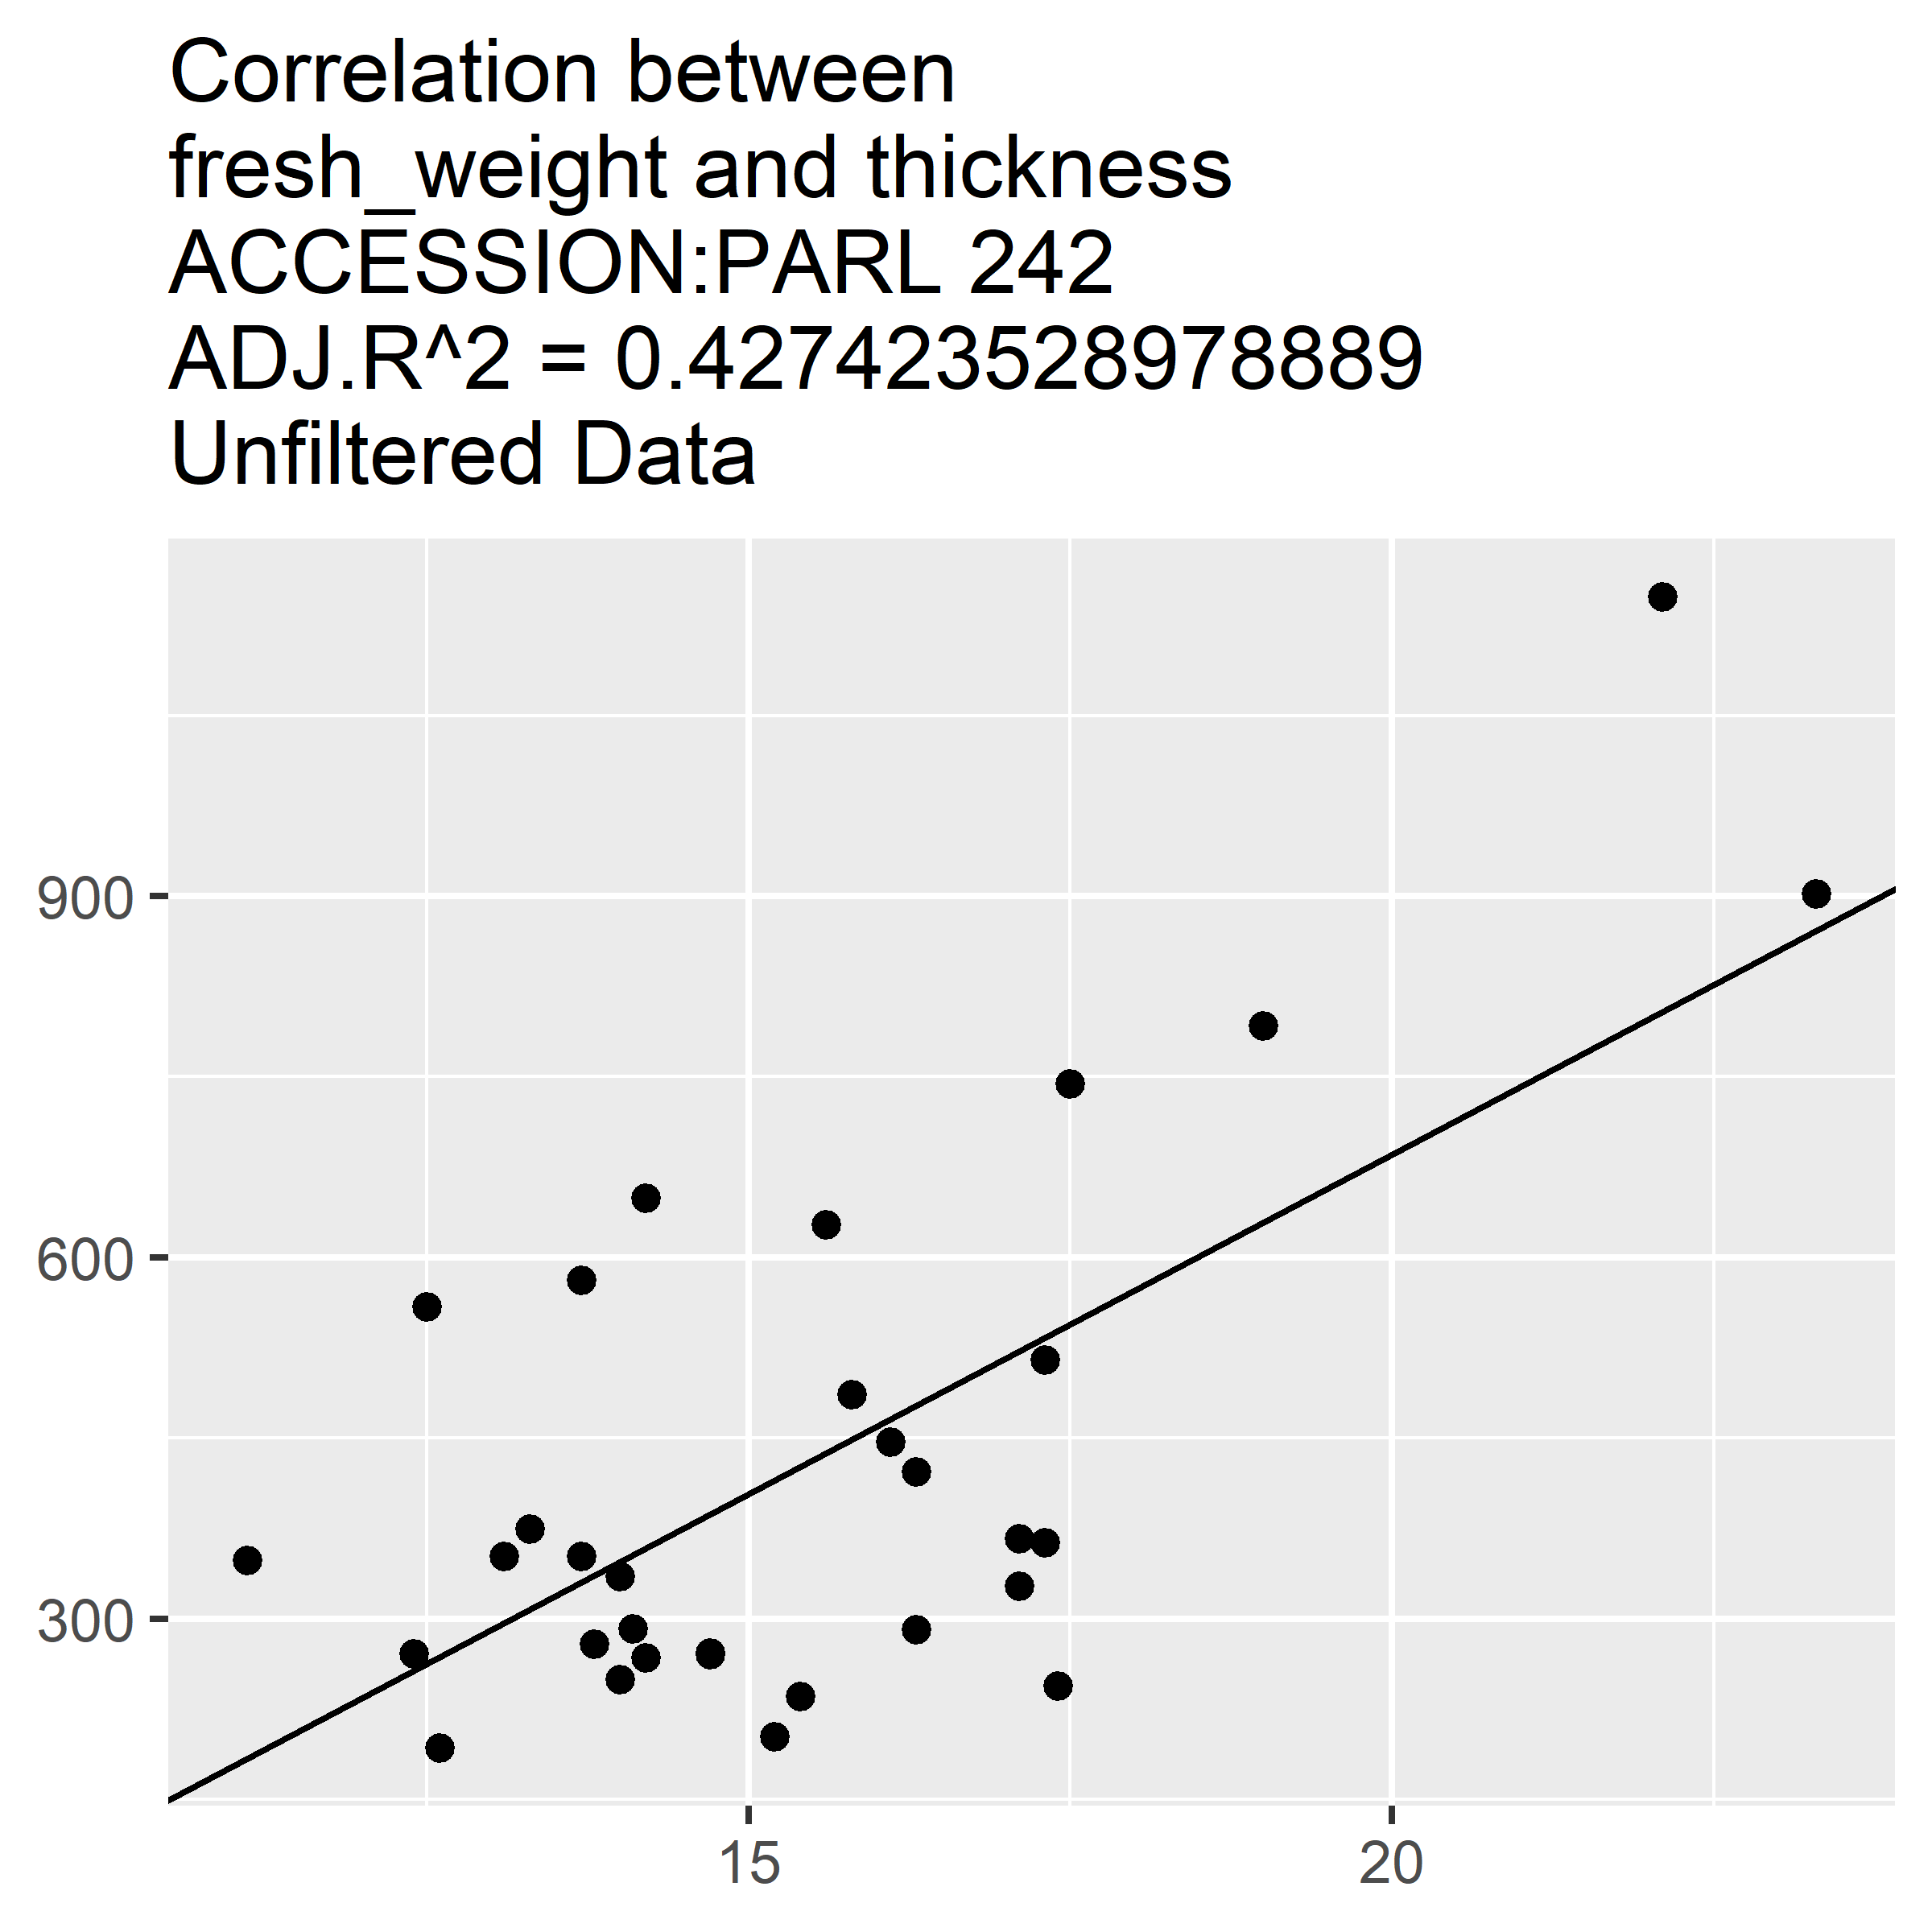 Correlation between
fresh_weight and thickness
ACCESSION:PARL 242
ADJ.R^2 = 0.427423528978889
Unfiltered Data
900
600
300
15
20